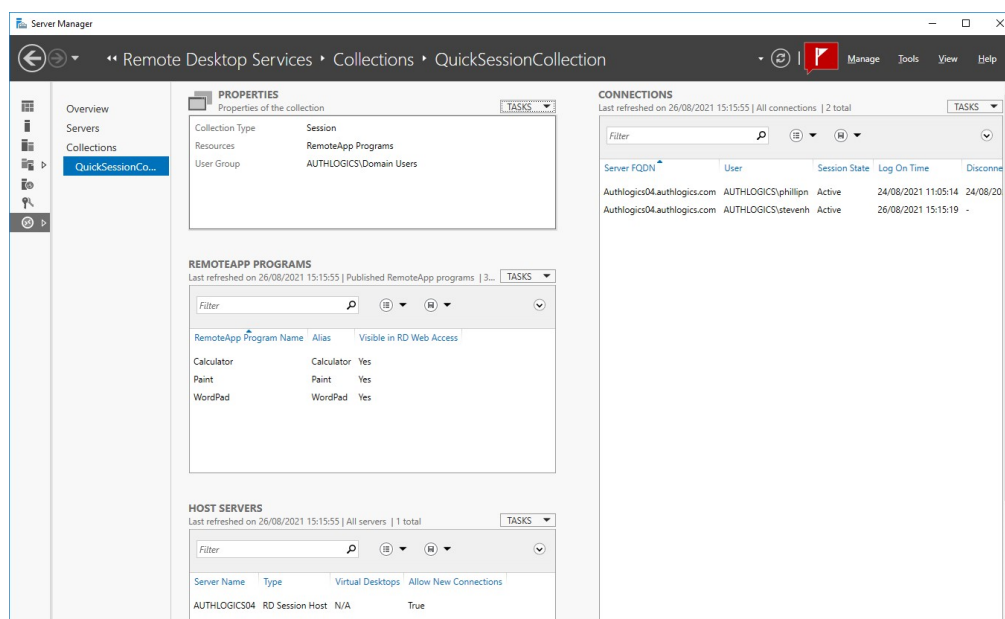 Server Manager
Remote Desktop Services Collections QuickSessionCollection
Manage Tools View Help
Overview
Servers
Collections
QuickSessionCo...
PROPERTIES
Properties of the collection
TASKS
Collection Type Session
Resources RemoteApp Programs
User Group AUTHLOGICS\Domain Users
REMOTEAPP PROGRAMS
Last refreshed on 26/08/2021 15:15:55 | Published RemoteApp programs | 3...
TASKS
Filter
RemoteApp Program Name Alias Visible in RD Web Access
Calculator Calculator Yes
Paint Paint Yes
WordPad WordPad Yes
HOST SERVERS
Last refreshed on 26/08/2021 15:15:55 | All servers | 1 total
TASKS
Filter
Server Name Type Virtual Desktops Allow New Connections
AUTHLOGICS04 RD Session Host N/A True
CONNECTIONS
Last refreshed on 26/08/2021 15:15:55 | All connections | 2 total
TASKS
Filter
Server FQDN User Session State Log On Time Disconne
Authlogics04.authlogics.com AUTHLOGICS\phillipn Active 24/08/2021 11:05:14 24/08/20
Authlogics04.authlogics.com AUTHLOGICS\stevenh Active 26/08/2021 15:15:19 -